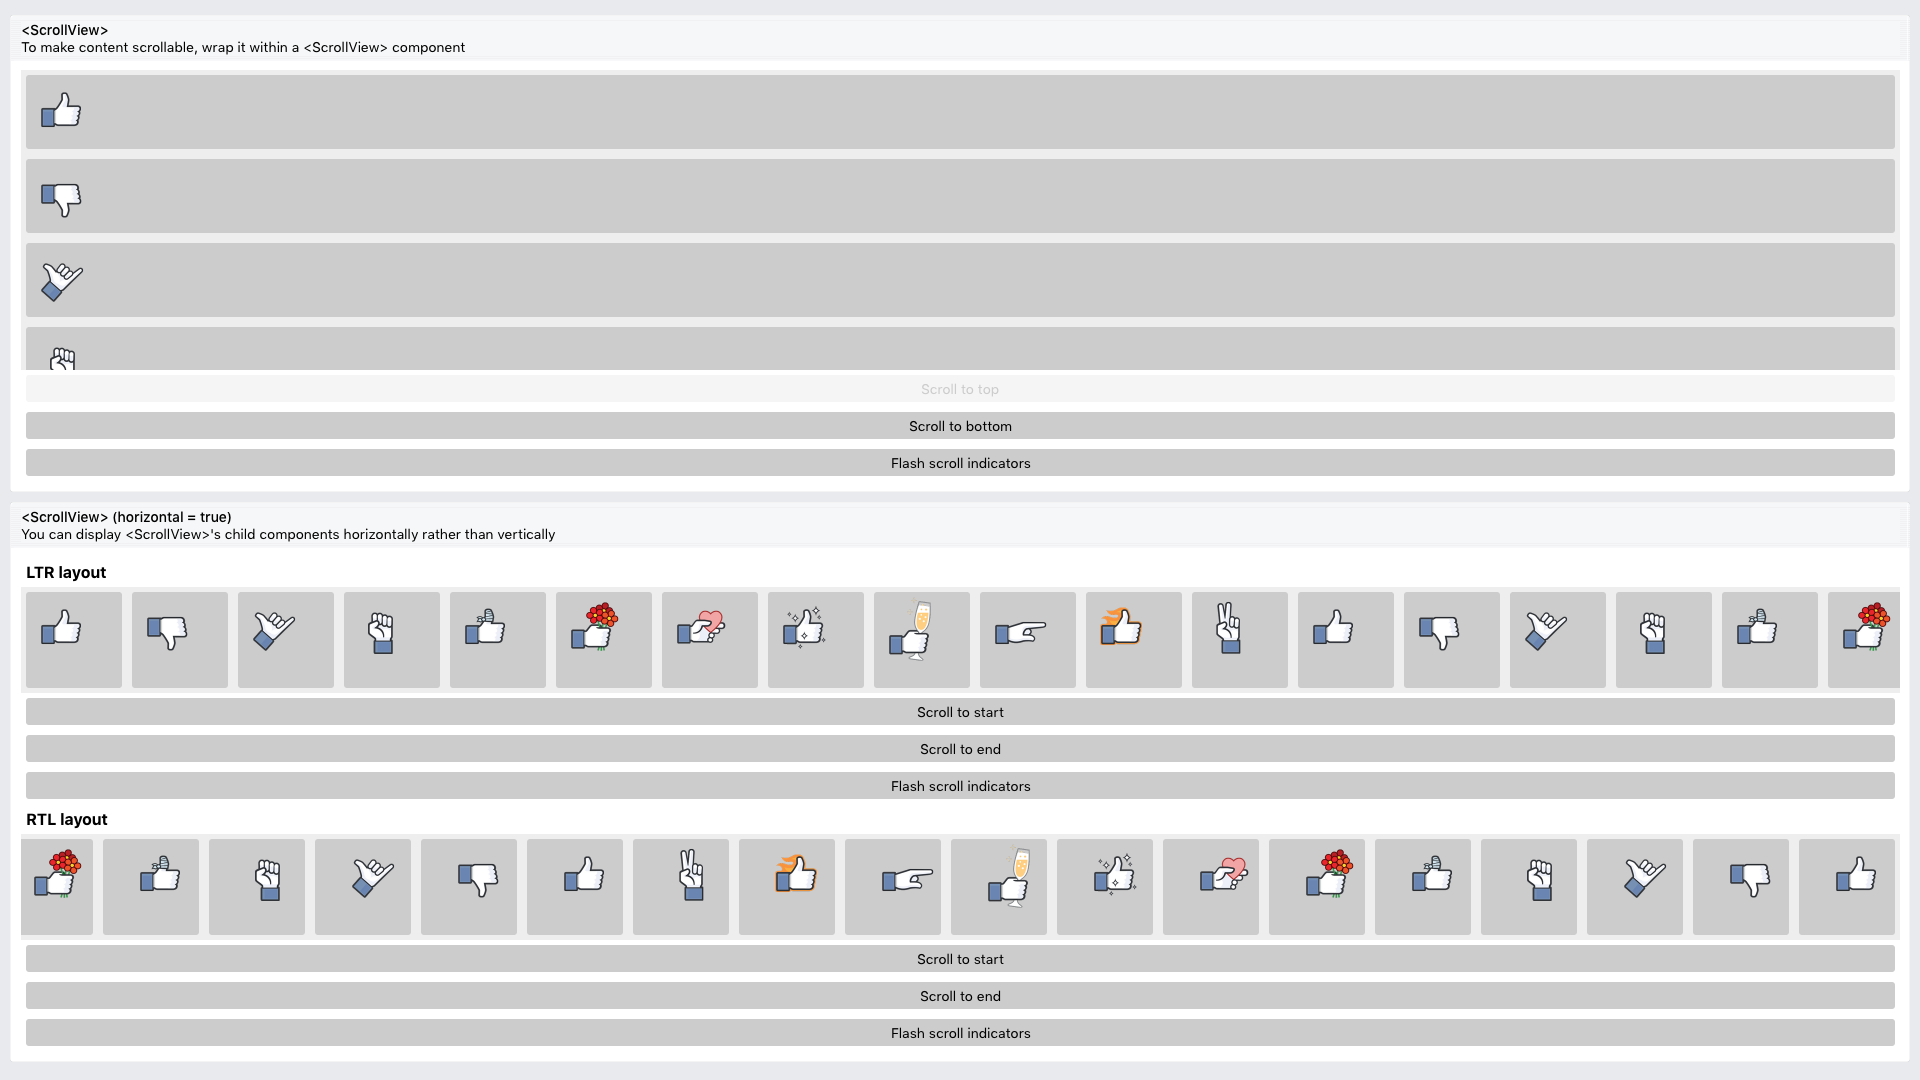 <ScrollView>
To make content scrollable, wrap it within a <ScrollView> component
Scroll to top
Scroll to bottom
Flash scroll indicators
<ScrollView> (horizontal = true)
You can display <ScrollView>'s child components horizontally rather than vertically
LTR layout
Scroll to start
Scroll to end
Flash scroll indicators
RTL layout
Scroll to start
Scroll to end
Flash scroll indicators